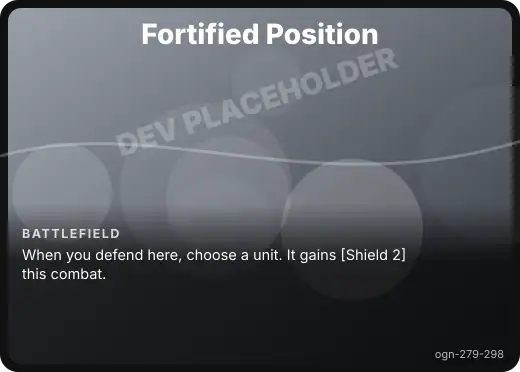 Fortified Position
DEV PLACEHOLDER
BATTLEFIELD
When you defend here, choose a unit. It gains [Shield 2]
this combat.
ogn-279-298